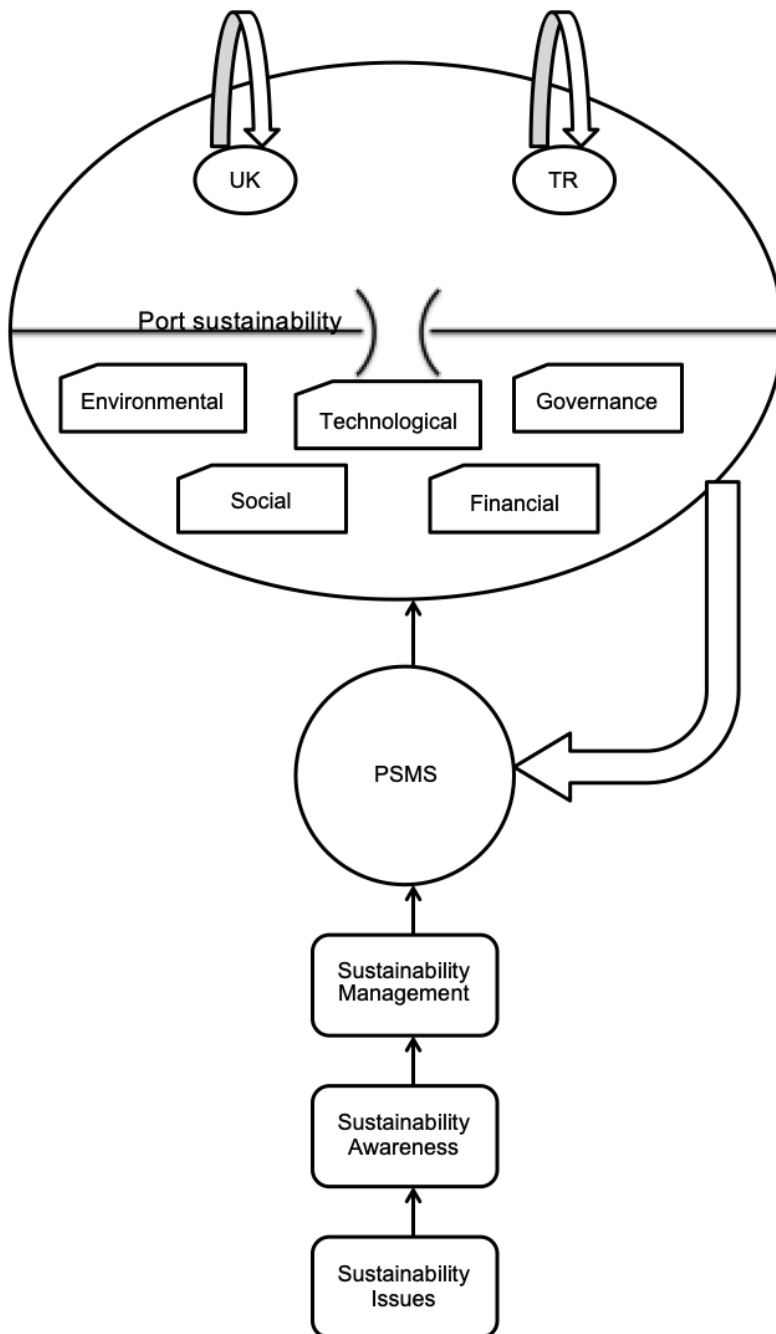 UK
TR
Port sustainability
Environmental
Technological
Governance
Social
Financial
PSMS
Sustainability
Management
Sustainability
Awareness
Sustainability
Issues